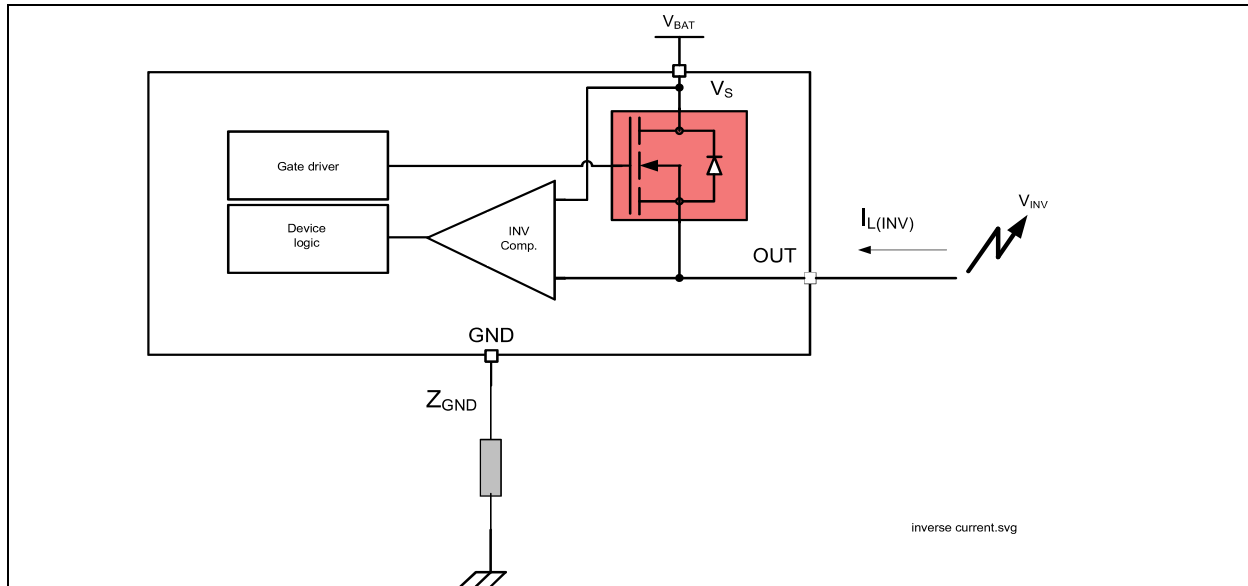 VBAT
VS
Gate driver
Device
logic
INV
Comp.
IL(INV)
VINV
OUT
GND
ZGND
inverse current.svg